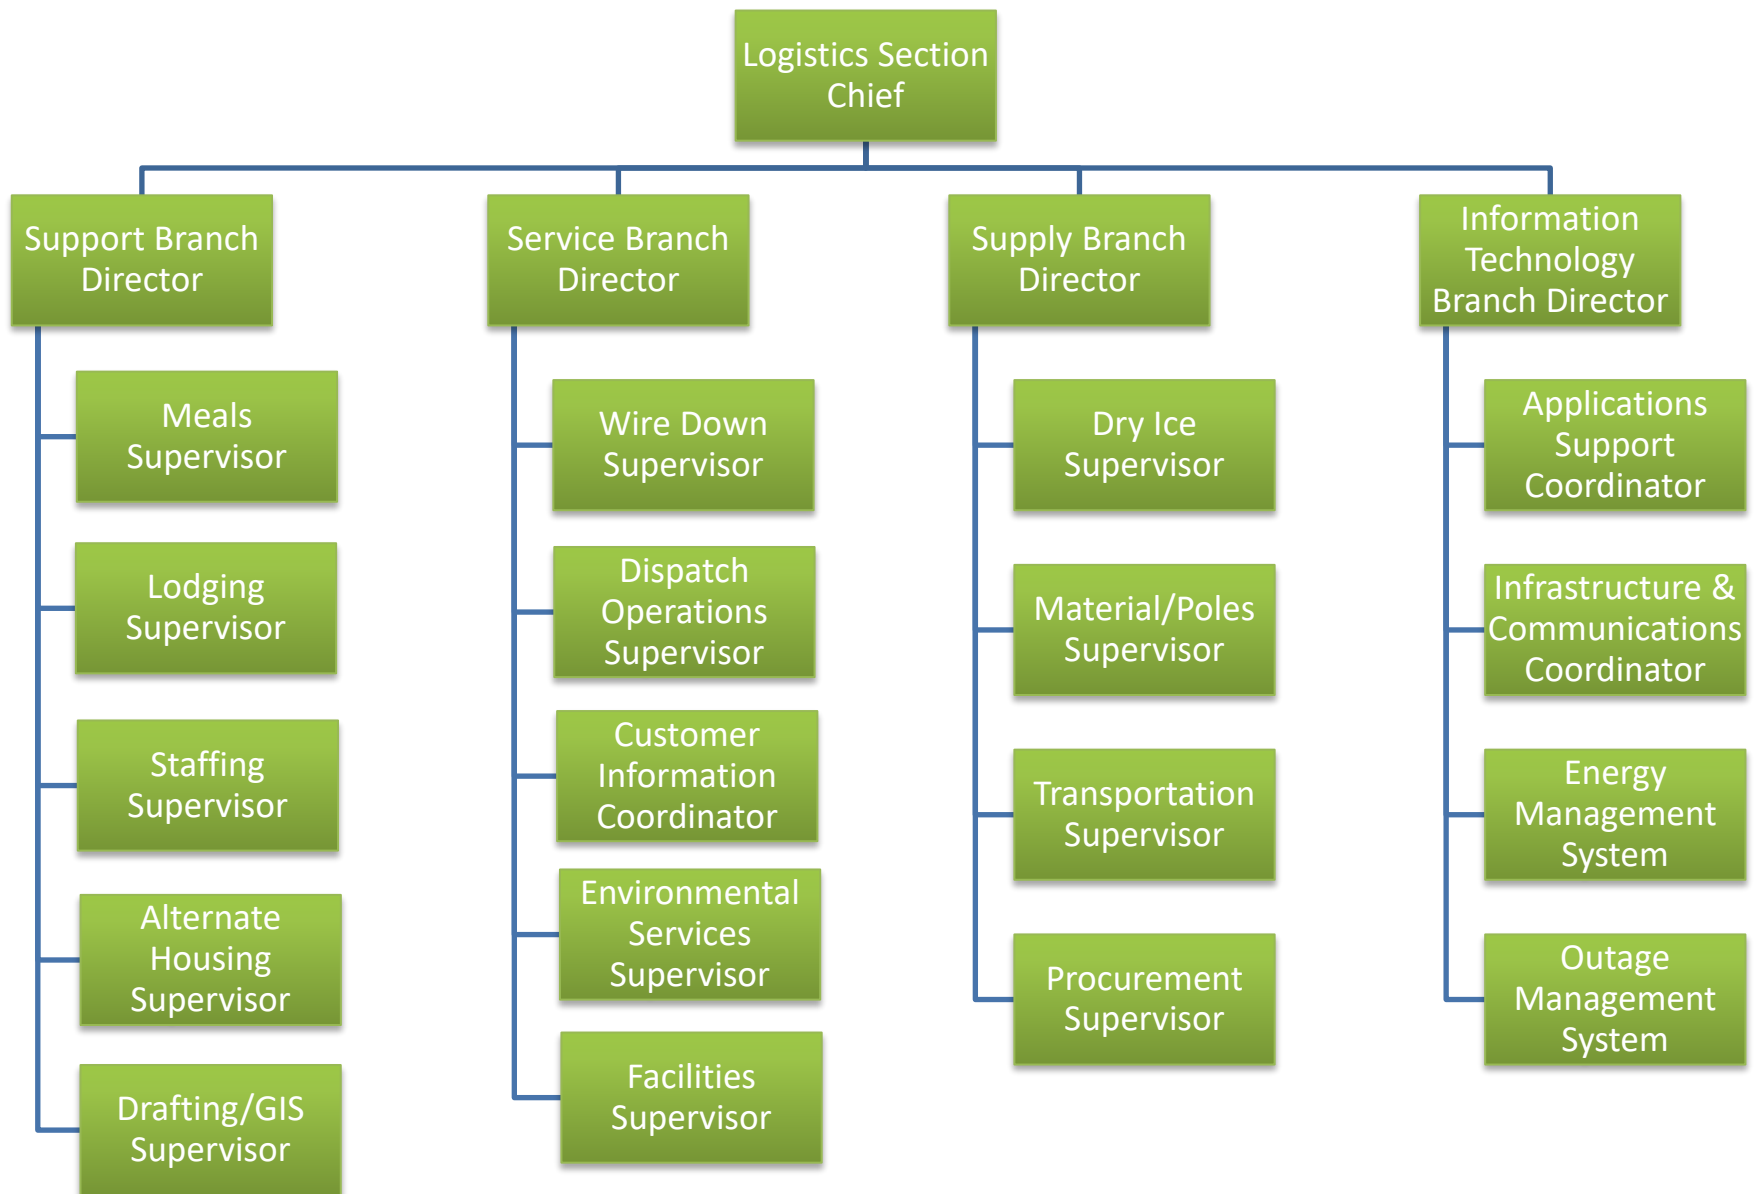 Logistics Section
Chief
Support Branch
Director
Meals
Supervisor
Lodging
Supervisor
Staffing
Supervisor
Alternate
Housing
Supervisor
Drafting/GIS
Supervisor
Service Branch
Director
Wire Down
Supervisor
Dispatch
Operations
Supervisor
Customer
Information
Coordinator
Environmental
Services
Supervisor
Facilities
Supervisor
Supply Branch
Director
Dry Ice
Supervisor
Material/Poles
Supervisor
Transportation
Supervisor
Procurement
Supervisor
Information
Technology
Branch Director
Applications
Support
Coordinator
Infrastructure &
Communications
Coordinator
Energy
Management
System
Outage
Management
System